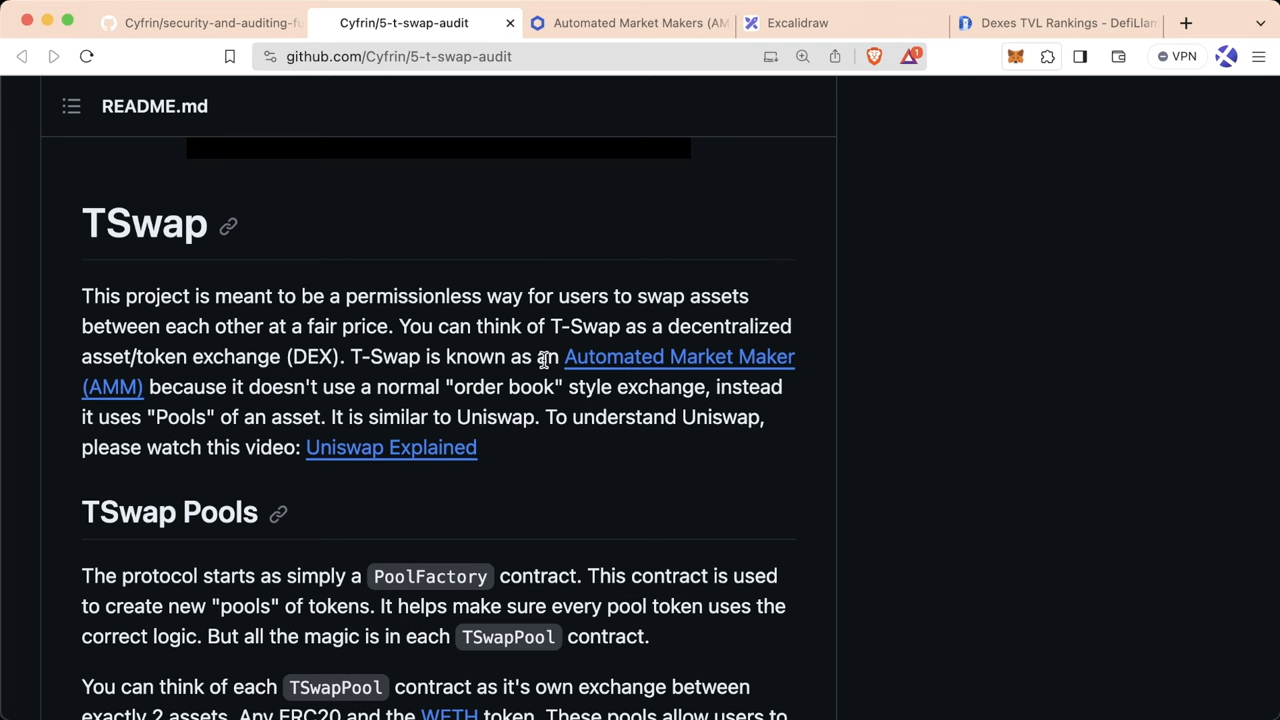 Cyfrin/security-and-auditing-fu
Cyfrin/5-t-swap-audit
Automated Market Makers (AM
Excalidraw
Dexes TVL Rankings - DefiLlam
github.com/Cyfrin/5-t-swap-audit
1
VPN
README.md
TSwap
This project is meant to be a permissionless way for users to swap assets
between each other at a fair price. You can think of T-Swap as a decentralized
asset/token exchange (DEX). T-Swap is known as an Automated Market Maker
(AMM) because it doesn't use a normal "order book" style exchange, instead
it uses "Pools" of an asset. It is similar to Uniswap. To understand Uniswap,
please watch this video: Uniswap Explained
TSwap Pools
The protocol starts as simply a PoolFactory contract. This contract is used
to create new "pools" of tokens. It helps make sure every pool token uses the
correct logic. But all the magic is in each TSwapPool contract.
You can think of each TSwapPool contract as it's own exchange between
exactly 2 assets. Any ERC20 and the WETH token. These pools allow users to